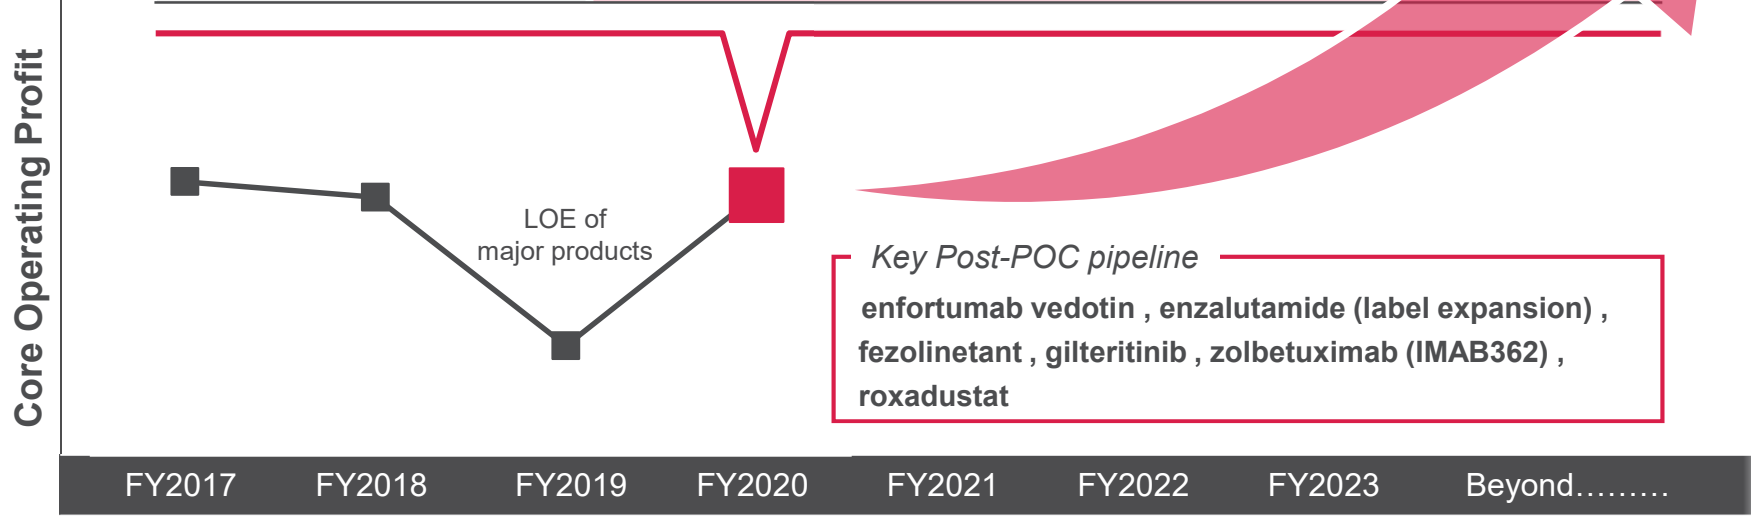 Core Operating Profit
LOE of
major products
Key Post-POC pipeline
enfortumab vedotin , enzalutamide (label expansion) ,
fezolinetant , gilteritinib , zolbetuximab (IMAB362) ,
roxadustat
FY2017 FY2018 FY2019 FY2020 FY2021 FY2022 FY2023 Beyond………